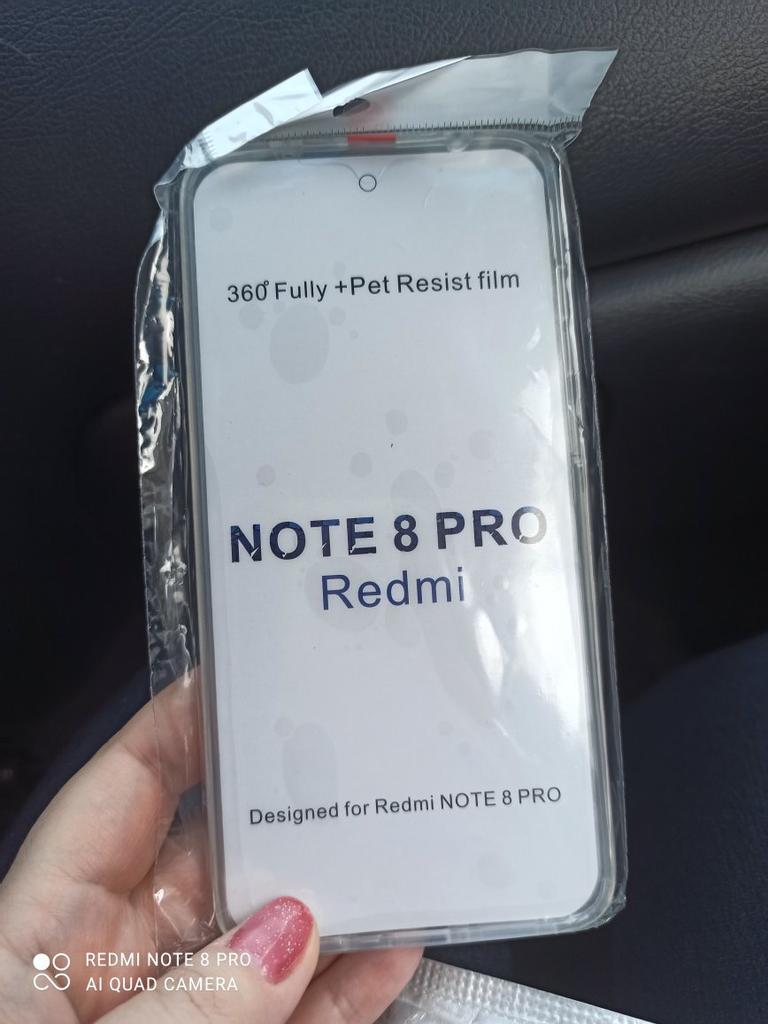 360° Fully +Pet Resist film
NOTE 8 PRO
Redmi
Designed for Redmi NOTE 8 PRO
REDMI NOTE 8 PRO
AI QUAD CAMERA